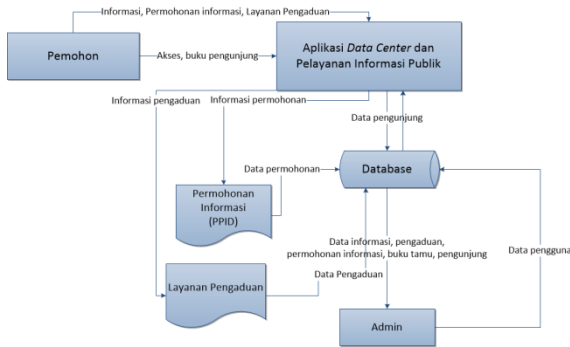 Informasi, Permohonan informasi, Layanan Pengaduan
Pemohon
Akses, buku pengunjung
Aplikasi Data Center dan
Pelayanan Informasi Publik
Informasi pengaduan
Informasi permohonan
Data pengunjung
Data permohonan
Database
Permohonan
Informasi
(PPID)
Data informasi, pengaduan,
permohonan informasi, buku tamu, pengunjung
Data pengguna
Data Pengaduan
Layanan Pengaduan
Admin